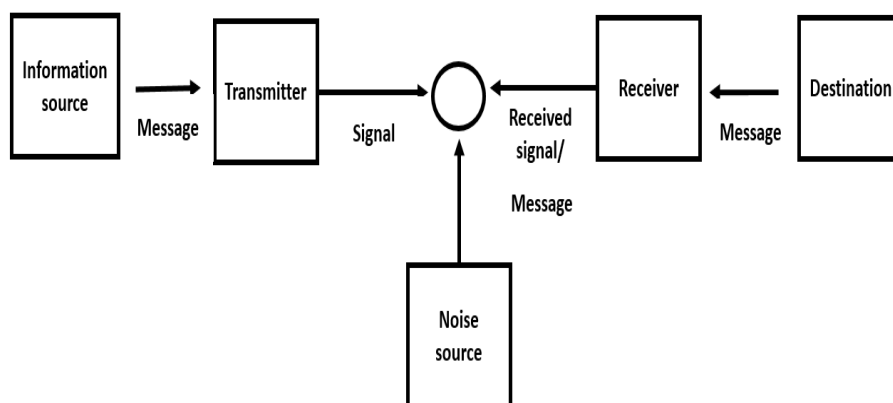 Information
source
Message
Transmitter
Signal
Received
signal/
Message
Receiver
Message
Destination
Noise
source